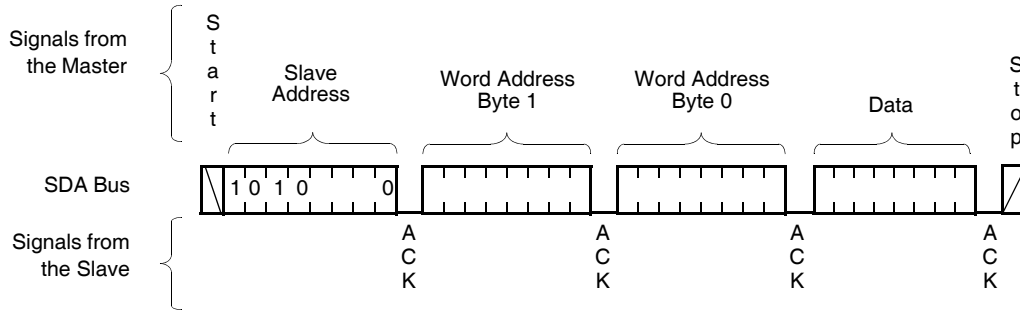 Signals from
the Master
S
t
a
r
t
Slave
Address
Word Address
Byte 1
Word Address
Byte 0
Data
S
t
o
p
SDA Bus
1 0 1 0 0
Signals from
the Slave
A
C
K
A
C
K
A
C
K
A
C
K